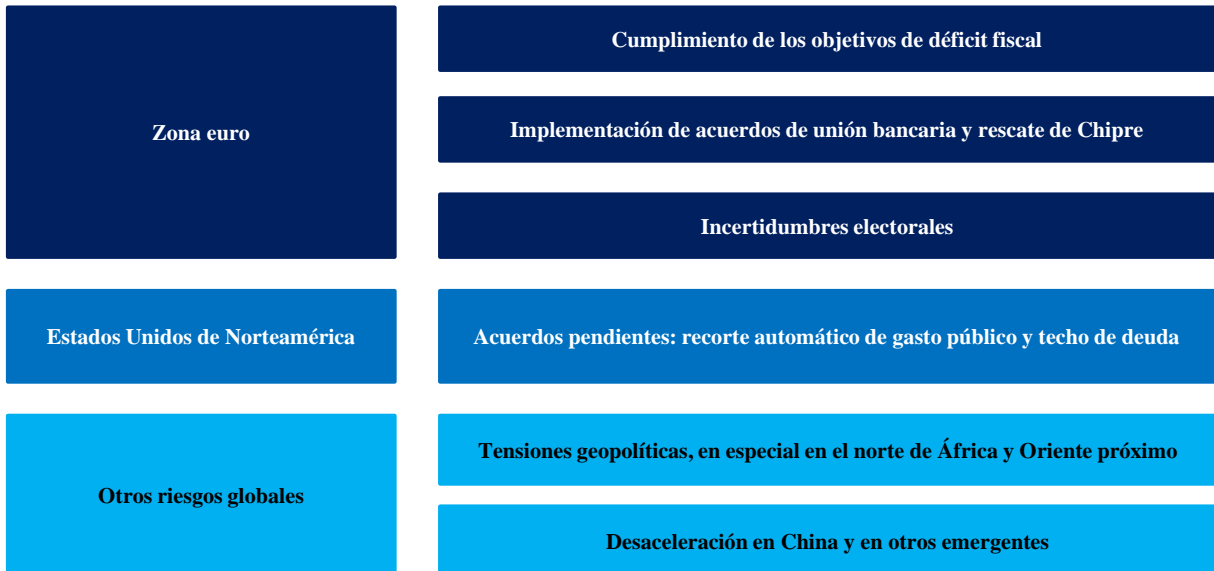 Zona euro
Cumplimiento de los objetivos de déficit fiscal
Implementación de acuerdos de unión bancaria y rescate de Chipre
Incertidumbres electorales
Estados Unidos de Norteamérica
Acuerdos pendientes: recorte automático de gasto público y techo de deuda
Otros riesgos globales
Tensiones geopolíticas, en especial en el norte de África y Oriente próximo
Desaceleración en China y en otros emergentes